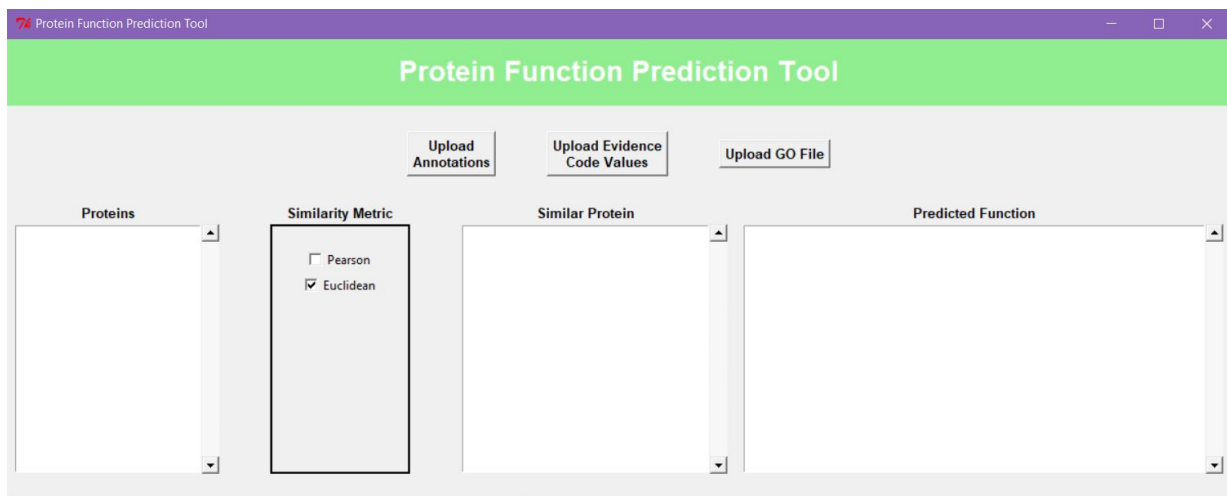 Protein Function Prediction Tool
Protein Function Prediction Tool
Upload
Annotations
Upload Evidence
Code Values
Upload GO File
Proteins
Similarity Metric
Similar Protein
Predicted Function
Pearson
Euclidean